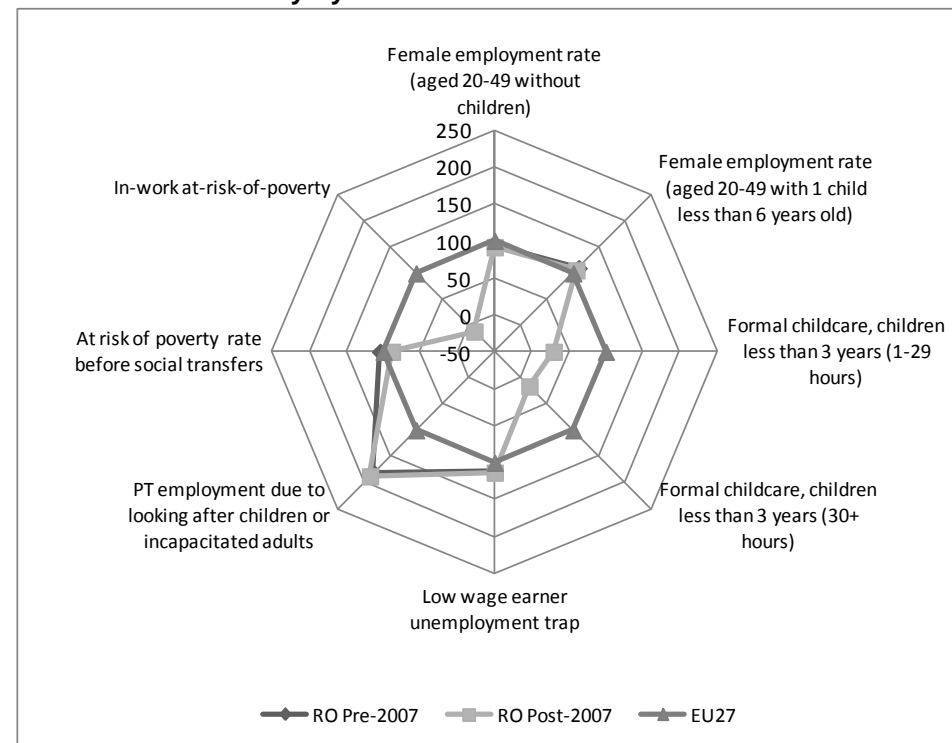 Female employment rate
(aged 20-49 without
children)
250
200
150
100
50
0
-50
Female employment rate
(aged 20-49 with 1 child
less than 6 years old)
In-work at-risk-of-poverty
Formal childcare, children
less than 3 years (1-29
hours)
At risk of poverty rate
before social transfers
PT employment due to
looking after children or
incapacitated adults
Formal childcare, children
less than 3 years (30+
hours)
Low wage earner
unemployment trap
RO Pre-2007
RO Post-2007
EU27